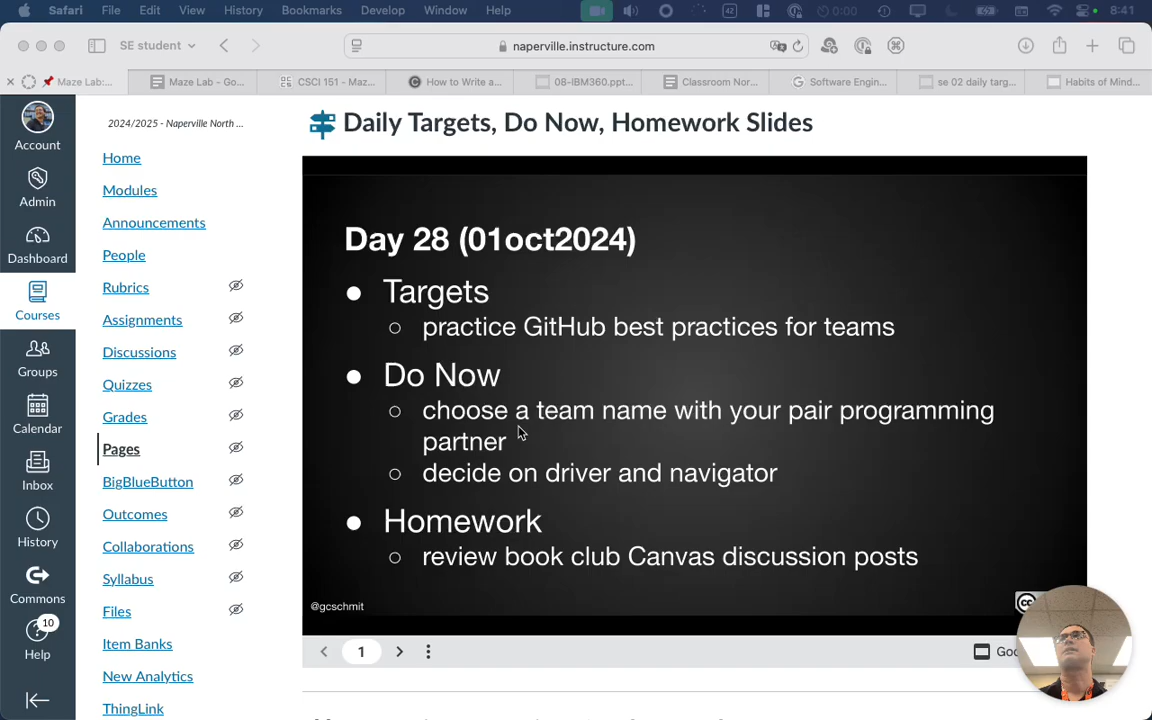 Safari File Edit View History Bookmarks Develop Window Help 42 0:00 8:41
SE student naperville.instructure.com
Maze Lab:... Maze Lab - Go... CSCI 151 - Maz... How to Write a... 08-IBM360.ppt... Classroom Nor... Software Engin... se 02 daily targ... Habits of Mind...
Account
Admin
Dashboard
Courses
Groups
Calendar
Inbox
History
Commons
10
Help
2024/2025 - Naperville North ...
Home
Modules
Announcements
People
Rubrics
Assignments
Discussions
Quizzes
Grades
Pages
BigBlueButton
Outcomes
Collaborations
Syllabus
Files
Item Banks
New Analytics
ThingLink
Daily Targets, Do Now, Homework Slides
Day 28 (01oct2024)
● Targets
○ practice GitHub best practices for teams
● Do Now
○ choose a team name with your pair programming
partner
○ decide on driver and navigator
● Homework
○ review book club Canvas discussion posts
@gcschmit
cc
1